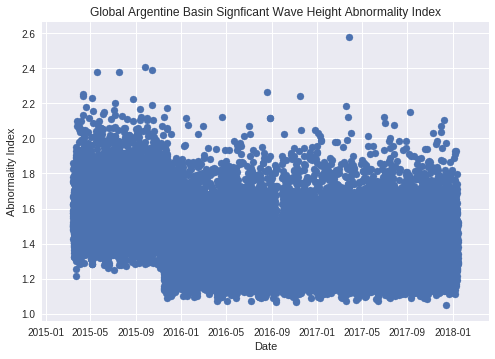 Global Argentine Basin Signficant Wave Height Abnormality Index
2.6
2.4
2.2
2.0
1.8
1.6
1.4
1.2
1.0
Abnormality Index
2015-01 2015-05 2015-09 2016-01 2016-05 2016-09 2017-01 2017-05 2017-09 2018-01
Date